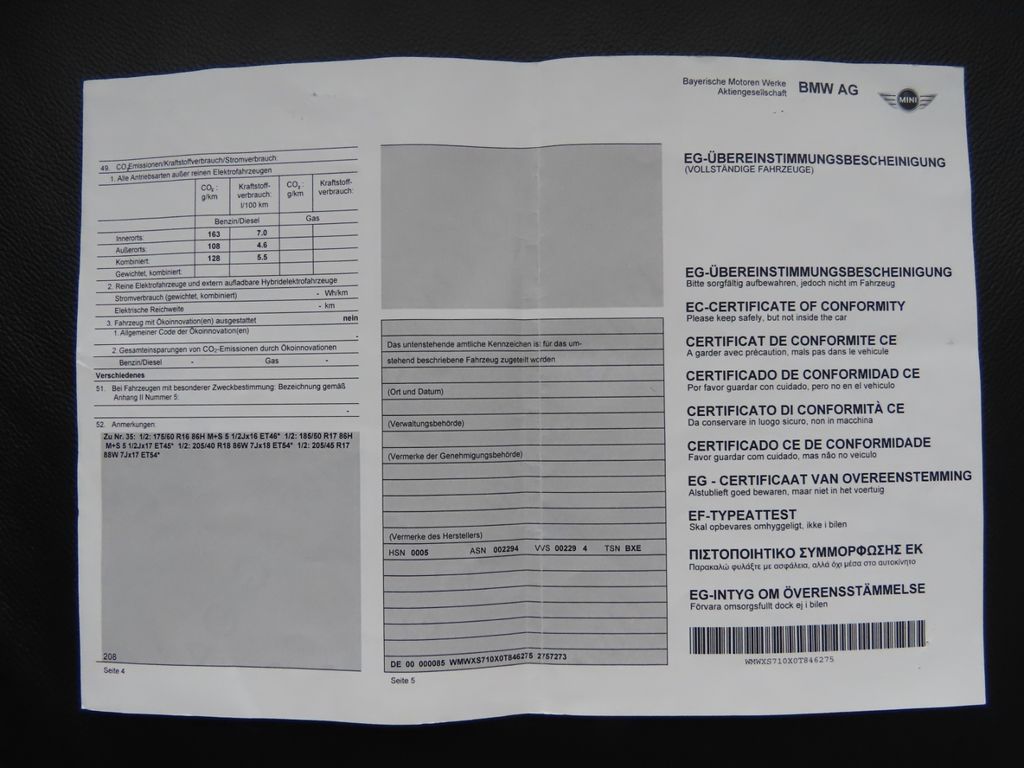 49. CO2Emissionen/Kraftstoffverbrauch/Stromverbrauch:
1. Alle Antriebsarten außer reinen Elektrofahrzeugen
CO2 : g/km Kraftstoff-verbrauch: l/100 km CO2 : g/km Kraftstoff-verbrauch:
Benzin/Diesel Gas
Innerorts: 163 7.0
Außerorts: 108 4.6
Kombiniert: 128 5.5
Gewichtet, kombiniert:
2. Reine Elektrofahrzeuge und extern aufladbare Hybridelektrofahrzeuge
Stromverbrauch (gewichtet, kombiniert) - Wh/km
Elektrische Reichweite - km
3. Fahrzeug mit Ökoinnovation(en) ausgestattet nein
1. Allgemeiner Code der Ökoinnovation(en)
-
2. Gesamteinsparungen von CO2-Emissionen durch Ökoinnovationen
Benzin/Diesel - Gas -
Verschiedenes
51. Bei Fahrzeugen mit besonderer Zweckbestimmung: Bezeichnung gemäß
Anhang II Nummer 5:
-
52. Anmerkungen:
Zu Nr. 35: 1/2: 175/60 R16 86H M+S 5 1/2Jx16 ET46* 1/2: 185/50 R17 86H
M+S 5 1/2Jx17 ET45* 1/2: 205/40 R18 86W 7Jx18 ET54* 1/2: 205/45 R17
88W 7Jx17 ET54*
208
Seite 4
Das untenstehende amtliche Kennzeichen ist für das um-
stehend beschriebene Fahrzeug zugeteilt worden
(Ort und Datum)
(Verwaltungsbehörde)
(Vermerke der Genehmigungsbehörde)
(Vermerke des Herstellers)
HSN 0005 ASN 002294 VVS 00229 4 TSN BXE
DE 00 000085 WMWXS710X0T846275 2757273
Seite 5
Bayerische Motoren Werke
Aktiengesellschaft
BMW AG
MINI
EG-ÜBEREINSTIMMUNGSBESCHEINIGUNG
(VOLLSTÄNDIGE FAHRZEUGE)
EG-ÜBEREINSTIMMUNGSBESCHEINIGUNG
Bitte sorgfältig aufbewahren, jedoch nicht im Fahrzeug
EC-CERTIFICATE OF CONFORMITY
Please keep safely, but not inside the car
CERTIFICAT DE CONFORMITE CE
A garder avec précaution, mais pas dans le vehicule
CERTIFICADO DE CONFORMIDAD CE
Por favor guardar con cuidado, pero no en el vehiculo
CERTIFICATO DI CONFORMITÀ CE
Da conservare in luogo sicuro, non in macchina
CERTIFICADO CE DE CONFORMIDADE
Favor guardar com cuidado, mas não no veiculo
EG - CERTIFICAAT VAN OVEREENSTEMMING
Alstublieft goed bewaren, maar niet in het voertuig
EF-TYPEATTEST
Skal opbevares omhyggeligt, ikke i bilen
ΠΙΣΤΟΠΟΙΗΤΙΚΟ ΣΥΜΜΟΡΦΩΣΗΣ ΕΚ
Παρακαλώ φυλάξτε με ασφάλεια, αλλά όχι μέσα στο αυτοκίνητο
EG-INTYG OM ÖVERENSSTÄMMELSE
Förvara omsorgsfullt dock ej i bilen
WMWXS710X0T846275